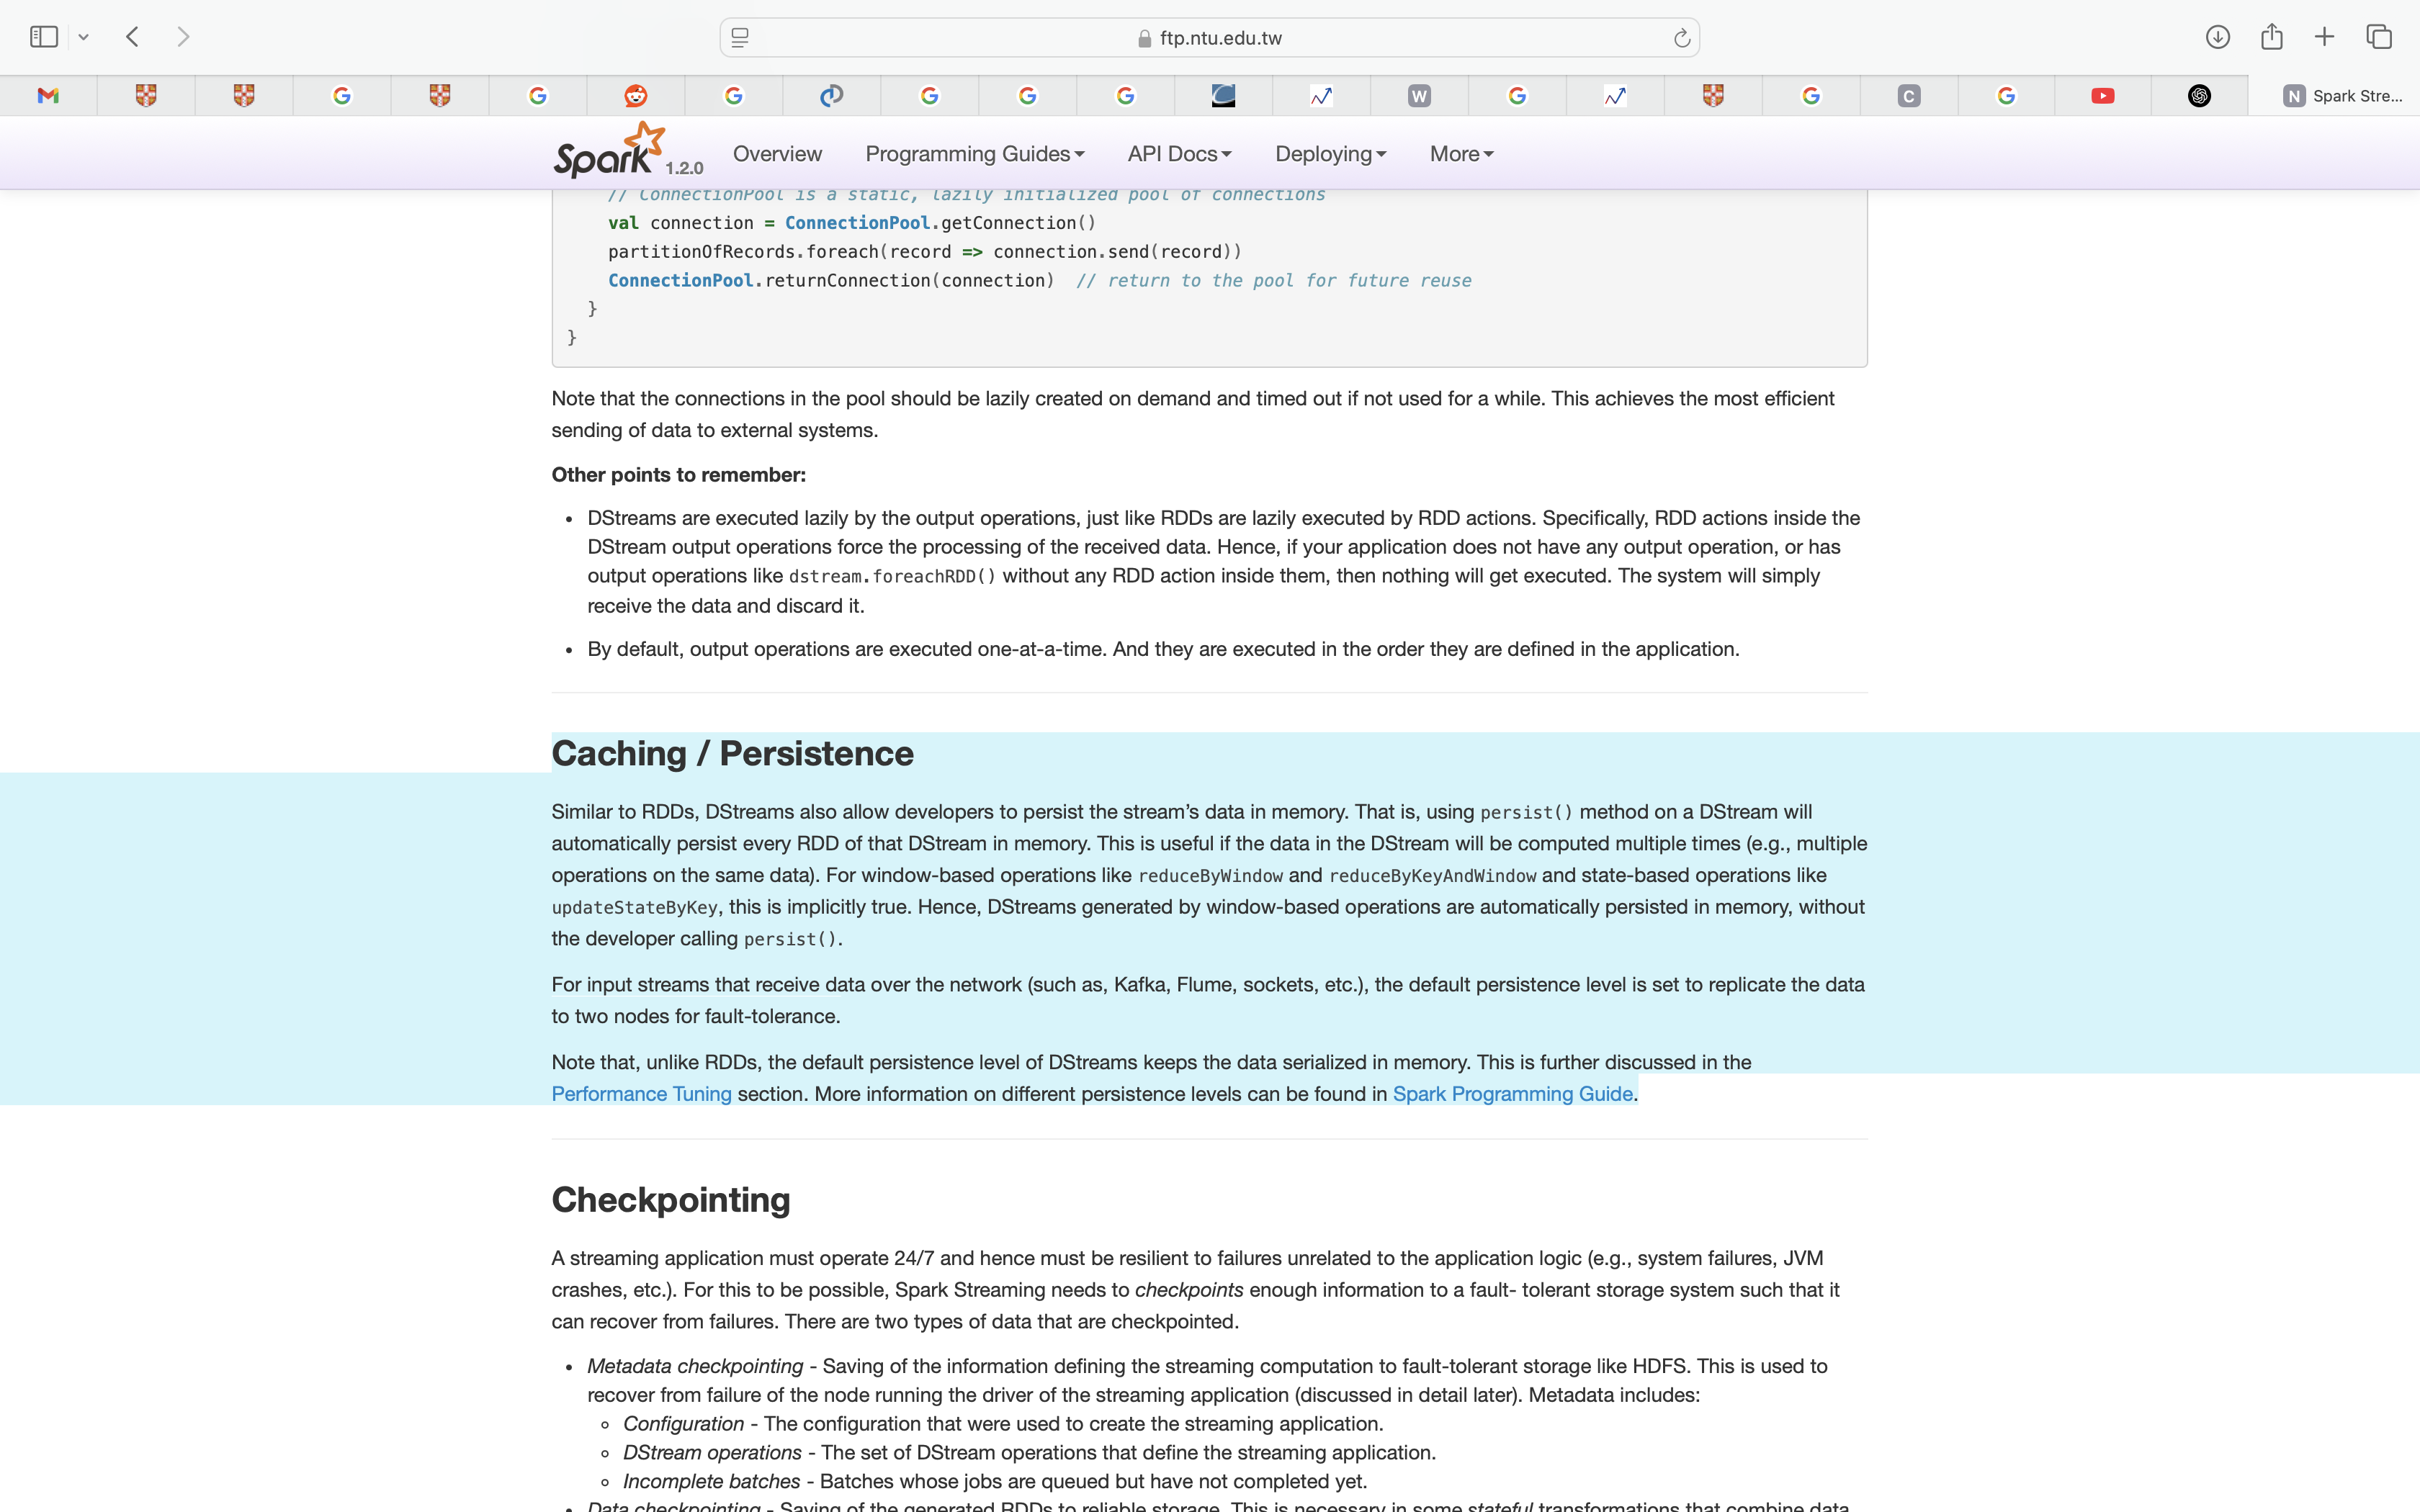 ftp.ntu.edu.tw
W
C
N Spark Stre...
Spark 1.2.0 Overview Programming Guides API Docs Deploying More
// ConnectionPool is a static, lazily initialized pool of connections
val connection = ConnectionPool.getConnection()
partitionOfRecords.foreach(record => connection.send(record))
ConnectionPool.returnConnection(connection) // return to the pool for future reuse
}
}
Note that the connections in the pool should be lazily created on demand and timed out if not used for a while. This achieves the most efficient
sending of data to external systems.
Other points to remember:
• DStreams are executed lazily by the output operations, just like RDDs are lazily executed by RDD actions. Specifically, RDD actions inside the
DStream output operations force the processing of the received data. Hence, if your application does not have any output operation, or has
output operations like dstream.foreachRDD() without any RDD action inside them, then nothing will get executed. The system will simply
receive the data and discard it.
• By default, output operations are executed one-at-a-time. And they are executed in the order they are defined in the application.
Caching / Persistence
Similar to RDDs, DStreams also allow developers to persist the stream’s data in memory. That is, using persist() method on a DStream will
automatically persist every RDD of that DStream in memory. This is useful if the data in the DStream will be computed multiple times (e.g., multiple
operations on the same data). For window-based operations like reduceByWindow and reduceByKeyAndWindow and state-based operations like
updateStateByKey, this is implicitly true. Hence, DStreams generated by window-based operations are automatically persisted in memory, without
the developer calling persist().
For input streams that receive data over the network (such as, Kafka, Flume, sockets, etc.), the default persistence level is set to replicate the data
to two nodes for fault-tolerance.
Note that, unlike RDDs, the default persistence level of DStreams keeps the data serialized in memory. This is further discussed in the
Performance Tuning section. More information on different persistence levels can be found in Spark Programming Guide.
Checkpointing
A streaming application must operate 24/7 and hence must be resilient to failures unrelated to the application logic (e.g., system failures, JVM
crashes, etc.). For this to be possible, Spark Streaming needs to checkpoints enough information to a fault- tolerant storage system such that it
can recover from failures. There are two types of data that are checkpointed.
• Metadata checkpointing - Saving of the information defining the streaming computation to fault-tolerant storage like HDFS. This is used to
recover from failure of the node running the driver of the streaming application (discussed in detail later). Metadata includes:
◦ Configuration - The configuration that were used to create the streaming application.
◦ DStream operations - The set of DStream operations that define the streaming application.
◦ Incomplete batches - Batches whose jobs are queued but have not completed yet.
• Data checkpointing - Saving of the generated RDDs to reliable storage. This is necessary in some stateful transformations that combine data